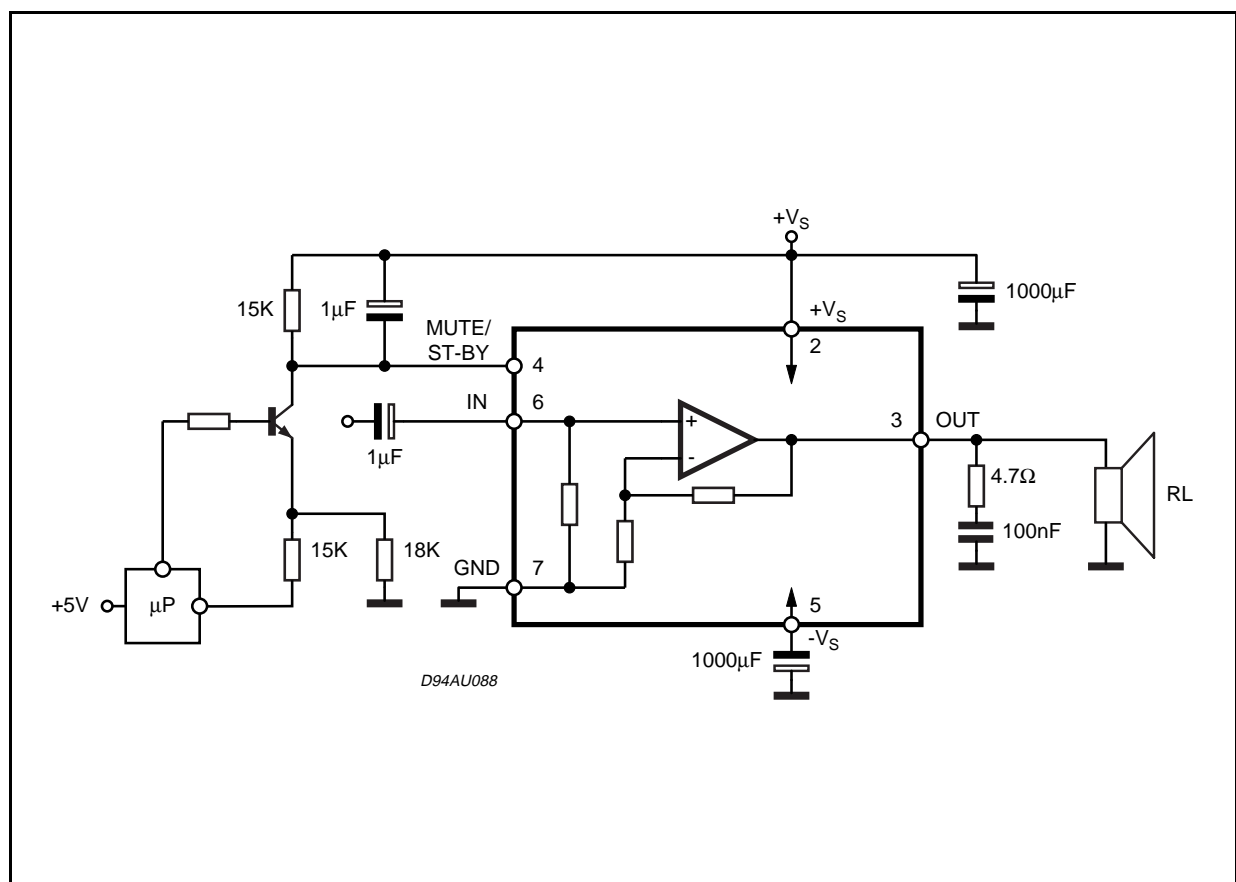 +VS
15K
1µF
1000µF
MUTE/
ST-BY
+VS
2
4
IN
6
1µF
+
-
3
OUT
4.7Ω
100nF
RL
15K
18K
GND
7
+5V
µP
5
-VS
1000µF
D94AU088